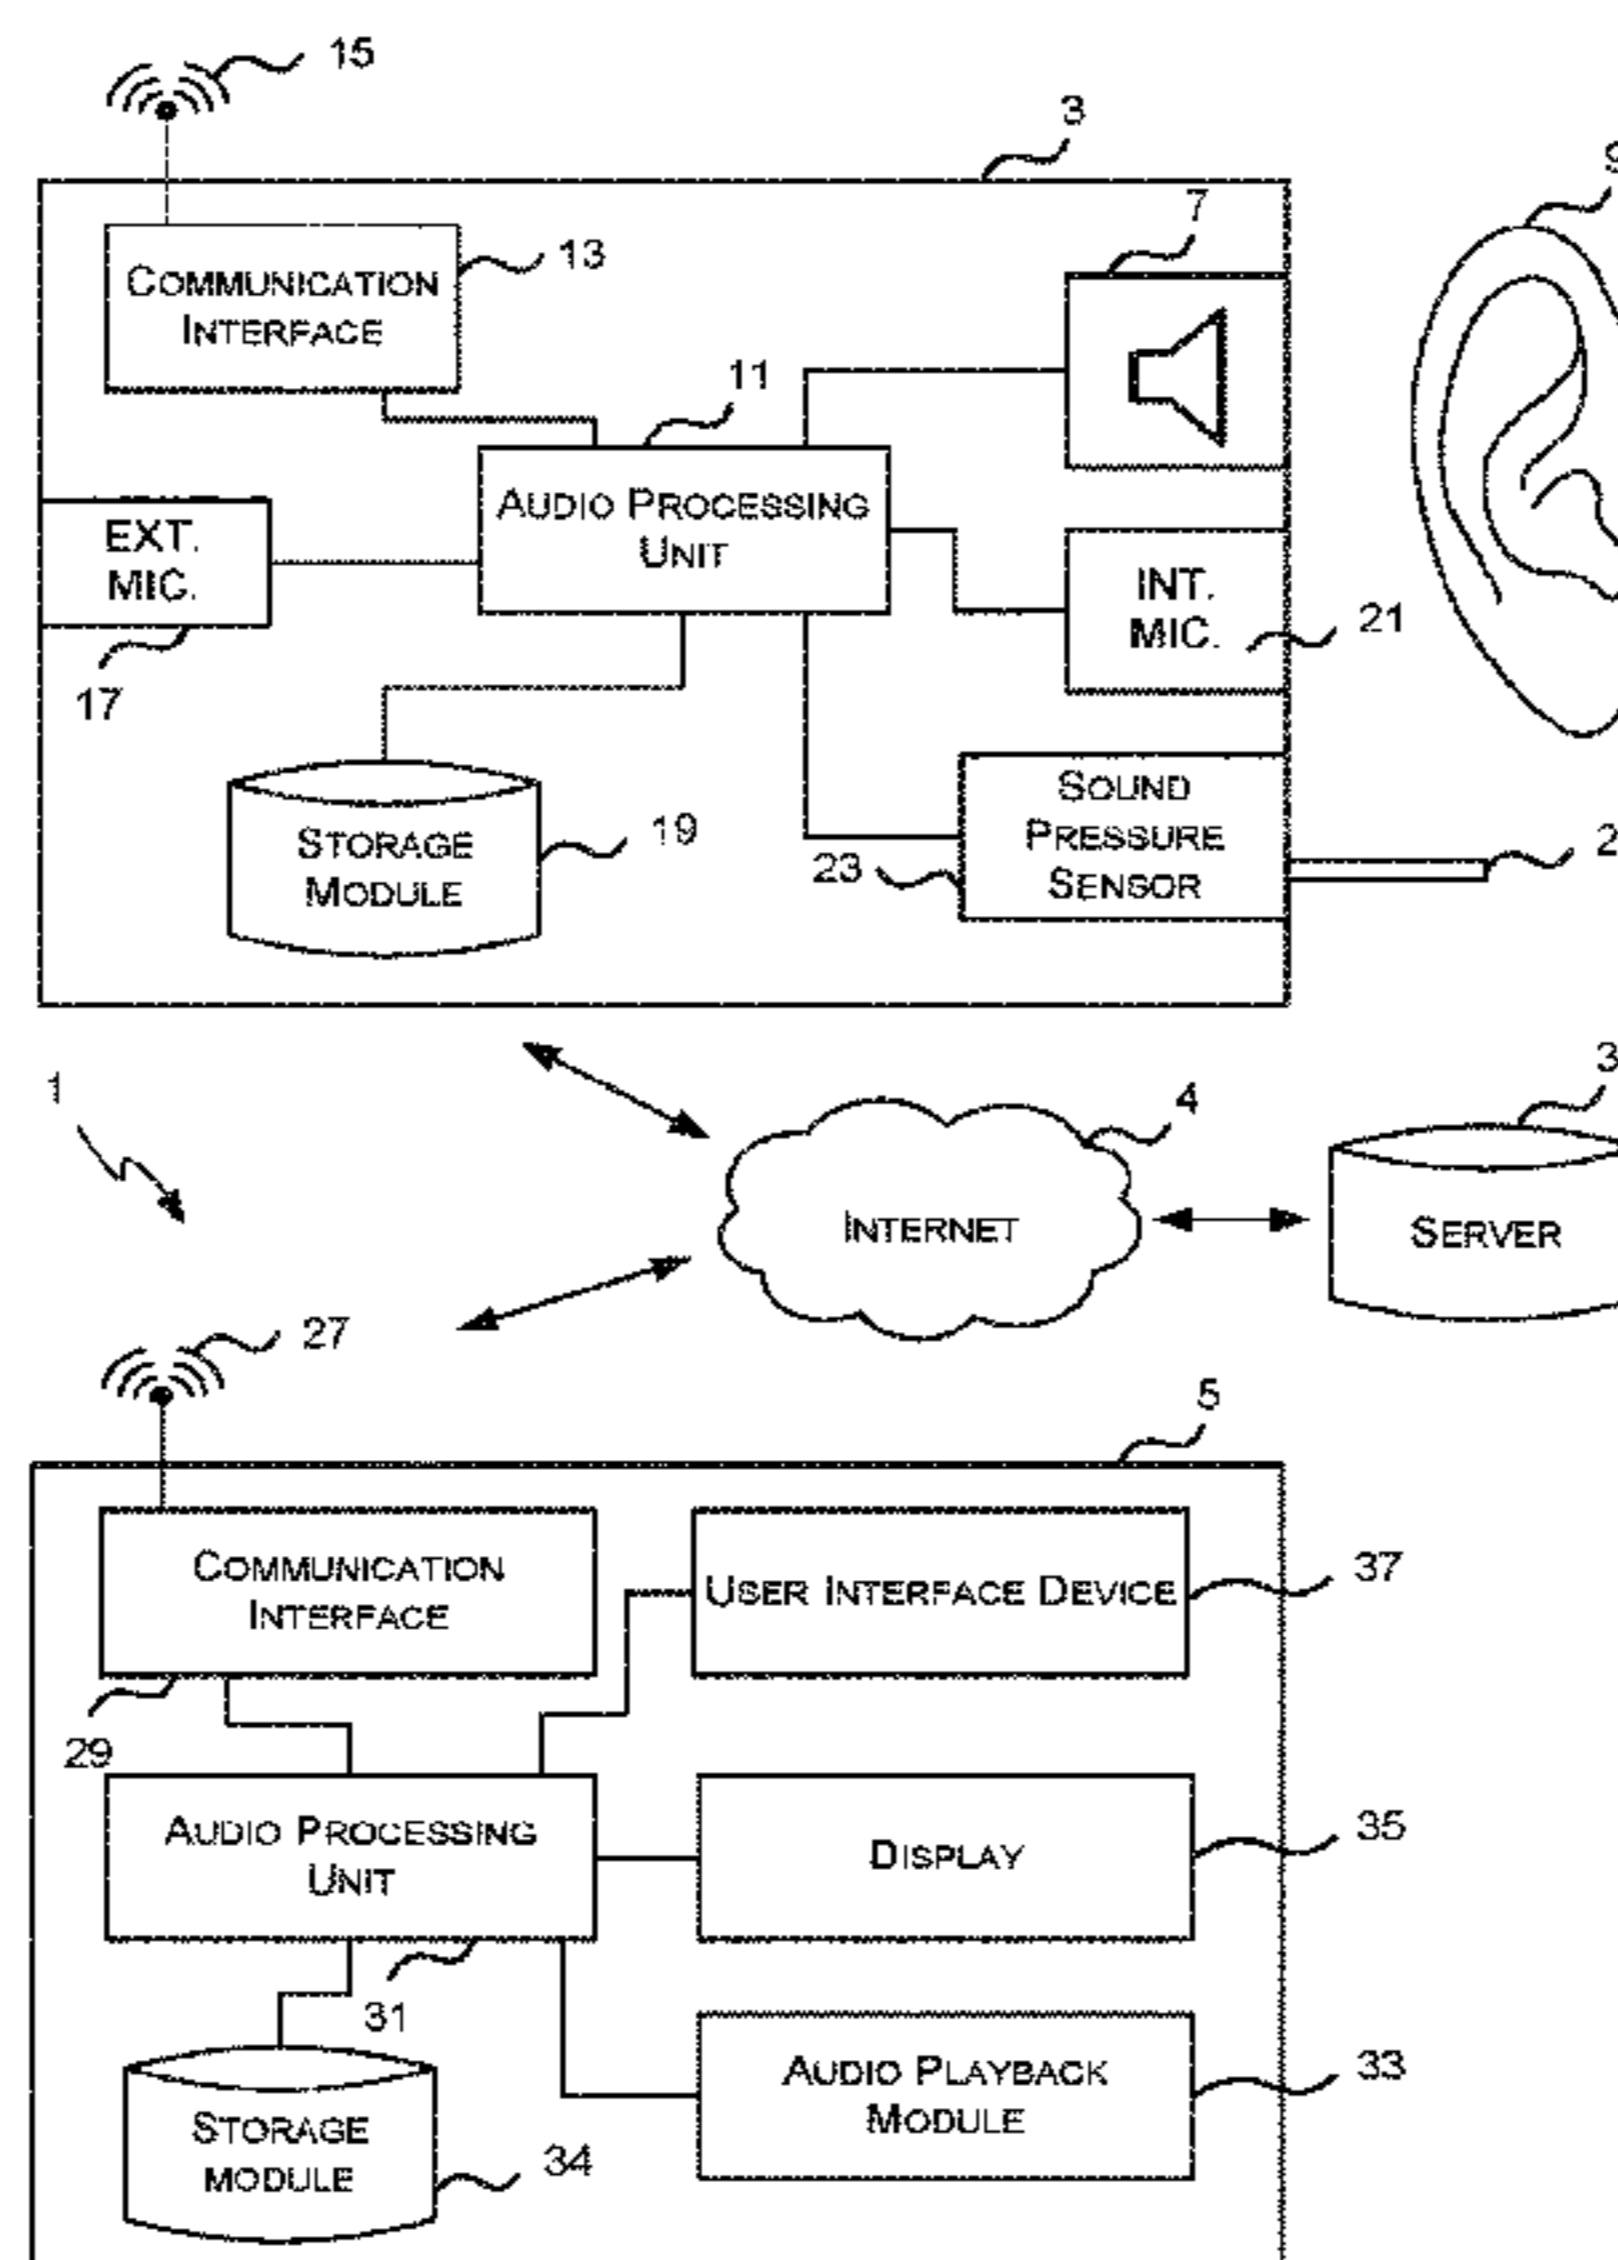 15
3
9
7
13
COMMUNICATION
INTERFACE
11
AUDIO PROCESSING
UNIT
EXT.
MIC.
INT.
MIC.
21
17
SOUND
PRESSURE
SENSOR
19
STORAGE
MODULE
23
1
4
INTERNET
SERVER
27
5
COMMUNICATION
INTERFACE
USER INTERFACE DEVICE
37
29
AUDIO PROCESSING
UNIT
35
DISPLAY
31
AUDIO PLAYBACK
MODULE
33
STORAGE
MODULE
34